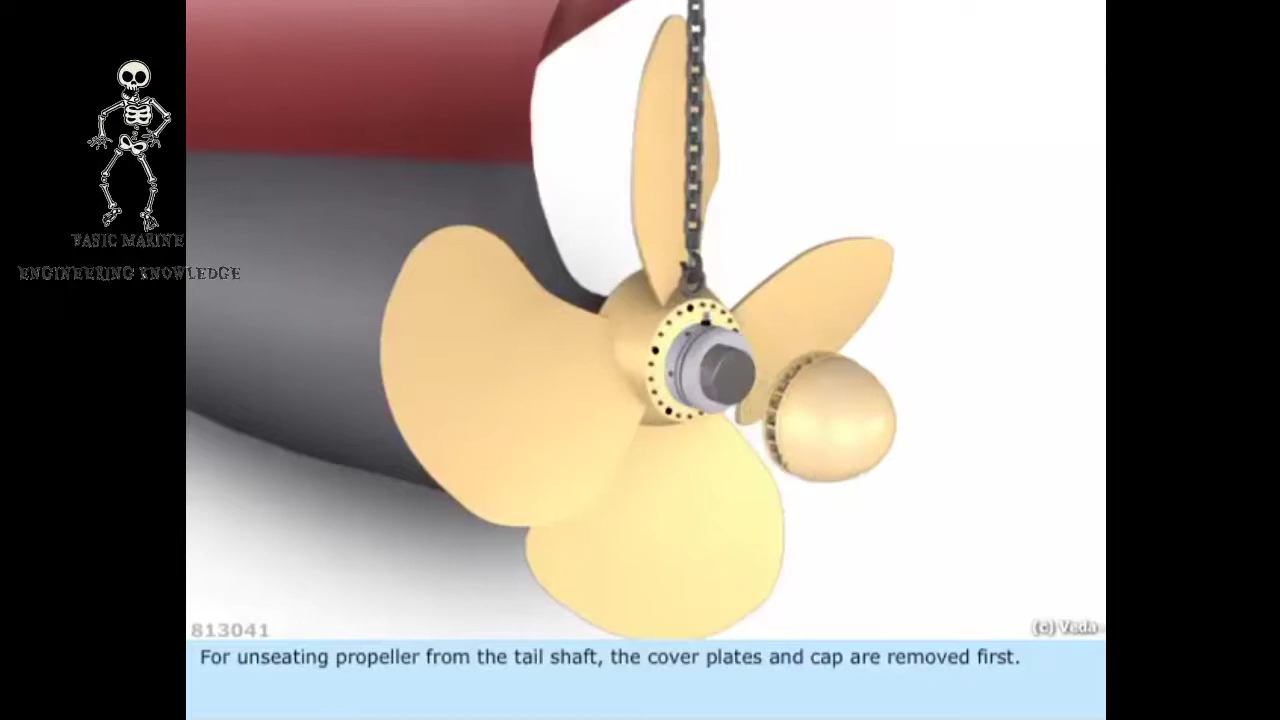 BASIC MARINE
ENGINEERING KNOWLEDGE
813041
(c) Veda
For unseating propeller from the tail shaft, the cover plates and cap are removed first.